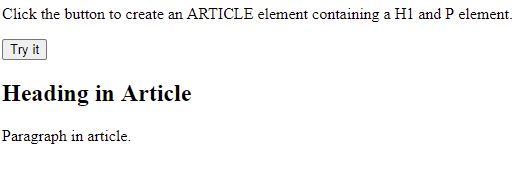 Click the button to create an ARTICLE element containing a H1 and P element.
Try it
Heading in Article
Paragraph in article.